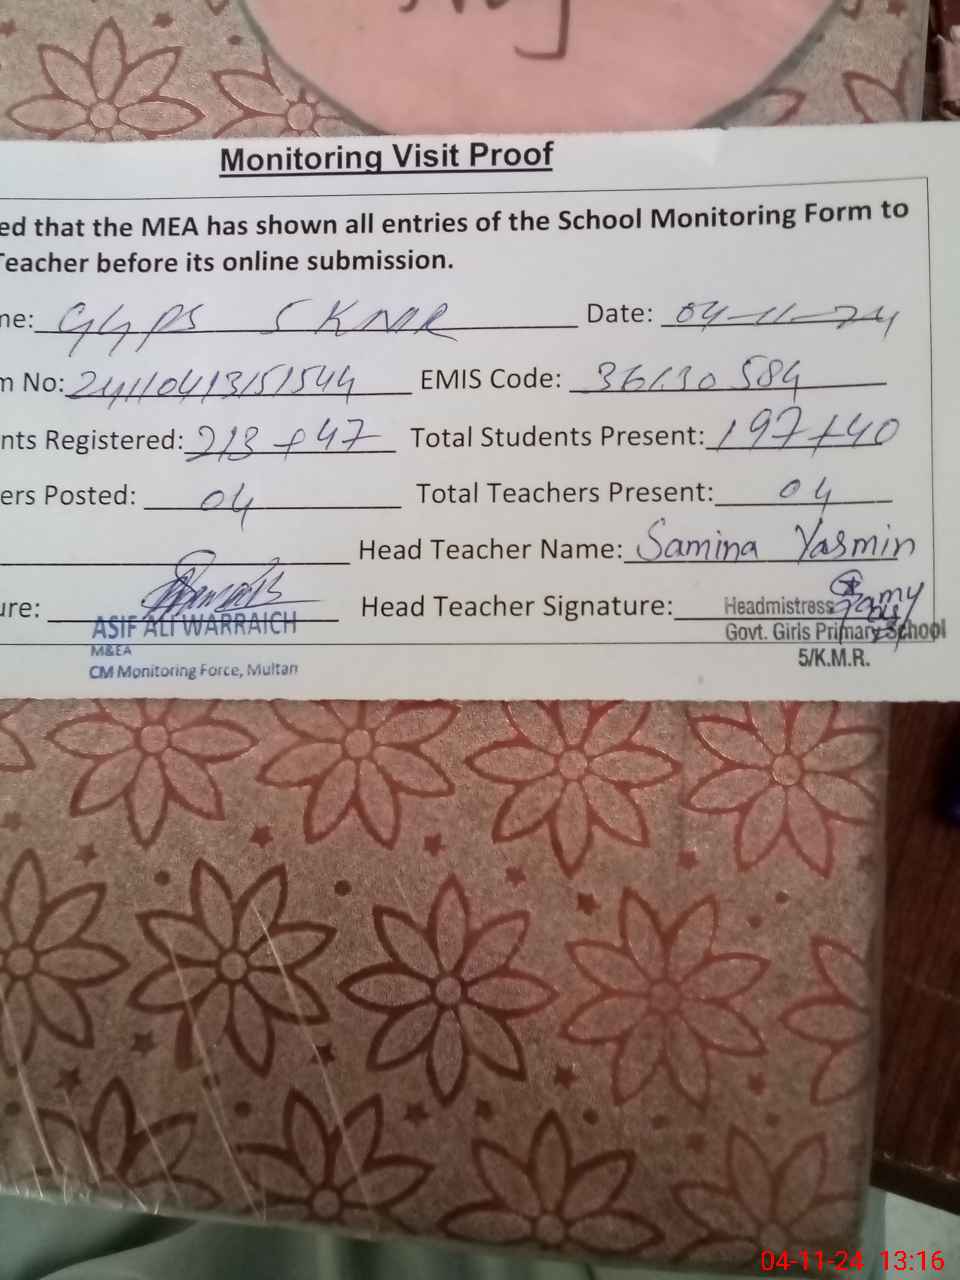 Monitoring Visit Proof
ed that the MEA has shown all entries of the School Monitoring Form to
Teacher before its online submission.
me: GGPS 5 KMR Date: 04-11-24
m No: 24110413151544 EMIS Code: 36130584
nts Registered: 213+47 Total Students Present: 197+40
ers Posted: 04 Total Teachers Present: 04
Head Teacher Name: Samina Yasmin
ure: Head Teacher Signature:
ASIF ALI WARRAICH
M&EA
CM Monitoring Force, Multan
Headmistress
Govt. Girls Primary School
5/K.M.R.
04-11-24 13:16